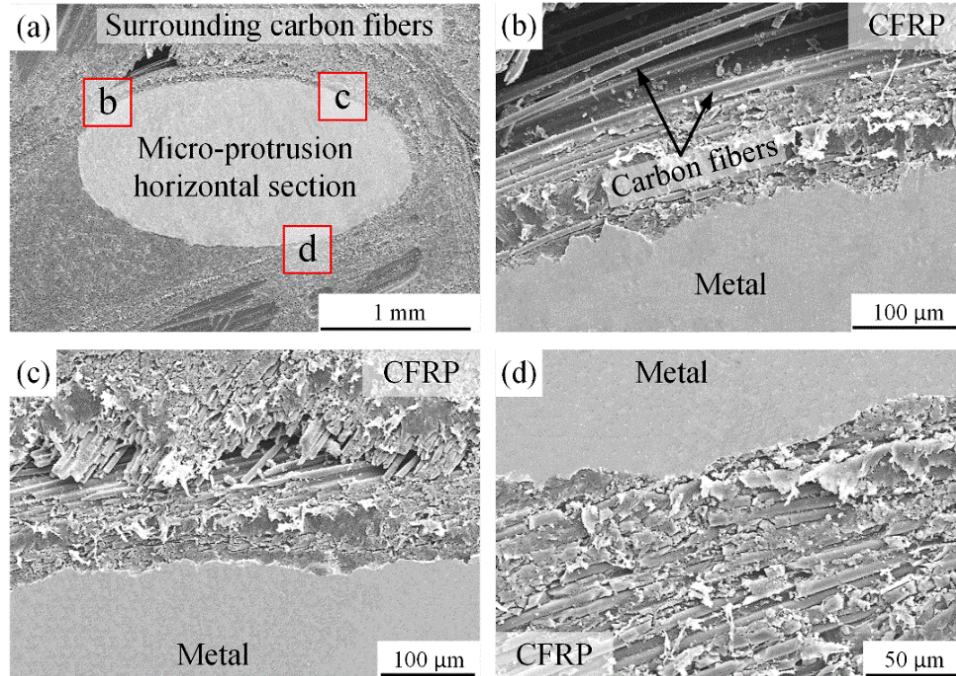 (a)
Surrounding carbon fibers
b
c
Micro-protrusion
horizontal section
d
1 mm
(b)
CFRP
Carbon fibers
Metal
100 μm
(c)
CFRP
Metal
100 μm
(d)
Metal
CFRP
50 μm